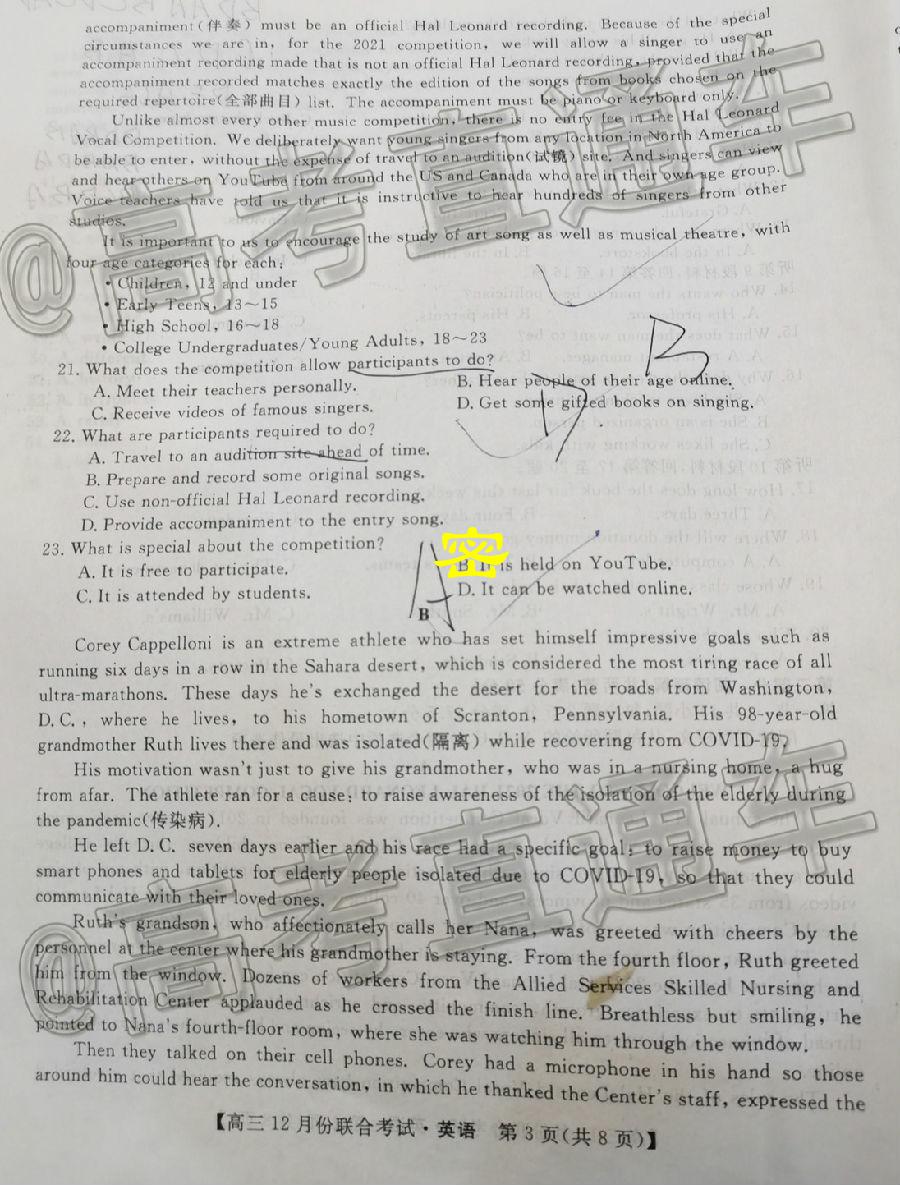 accompaniment(伴奏) must be an official Hal Leonard recording. Because of the special
circumstances we are in, for the 2021 competition, we will allow a singer to use an
accompaniment recording made that is not an official Hal Leonard recording, provided that the
accompaniment recorded matches exactly the edition of the songs from books chosen on the
required repertoire(全部曲目) list. The accompaniment must be piano or keyboard only.
Unlike almost every other music competition, there is no entry fee in the Hal Leonard
Vocal Competition. We deliberately want young singers from any location in North America to
be able to enter, without the expense of travel to an audition(试镜) site. And singers can view
and hear others on YouTube from around the US and Canada who are in their own age group.
Voice teachers have told us that it is instructive to hear hundreds of singers from other
studies.
It is important to us to encourage the study of art song as well as musical theatre, with
four age categories for each:
• Children, 12 and under
• Early Teens, 13~15
• High School, 16~18
• College Undergraduates/Young Adults, 18~23
21. What does the competition allow participants to do?
A. Meet their teachers personally.
B. Hear people of their age online.
C. Receive videos of famous singers.
D. Get some gifted books on singing.
B
22. What are participants required to do?
A. Travel to an audition site ahead of time.
B. Prepare and record some original songs.
C. Use non-official Hal Leonard recording.
D. Provide accompaniment to the entry song.
D
23. What is special about the competition?
A. It is free to participate.
B. It is held on YouTube.
C. It is attended by students.
D. It can be watched online.
A
密
B
Corey Cappelloni is an extreme athlete who has set himself impressive goals such as
running six days in a row in the Sahara desert, which is considered the most tiring race of all
ultra-marathons. These days he's exchanged the desert for the roads from Washington,
D.C., where he lives, to his hometown of Scranton, Pennsylvania. His 98-year-old
grandmother Ruth lives there and was isolated(隔离) while recovering from COVID-19.
His motivation wasn't just to give his grandmother, who was in a nursing home, a hug
from afar. The athlete ran for a cause: to raise awareness of the isolation of the elderly during
the pandemic(传染病).
He left D.C. seven days earlier and his race had a specific goal: to raise money to buy
smart phones and tablets for elderly people isolated due to COVID-19, so that they could
communicate with their loved ones.
Ruth's grandson, who affectionately calls her Nana, was greeted with cheers by the
personnel at the center where his grandmother is staying. From the fourth floor, Ruth greeted
him from the window. Dozens of workers from the Allied Services Skilled Nursing and
Rehabilitation Center applauded as he crossed the finish line. Breathless but smiling, he
pointed to Nana's fourth-floor room, where she was watching him through the window.
Then they talked on their cell phones. Corey had a microphone in his hand so those
around him could hear the conversation, in which he thanked the Center's staff, expressed the
【高三12月份联合考试·英语 第3页(共8页)】
@高考直通车
@高考直通车